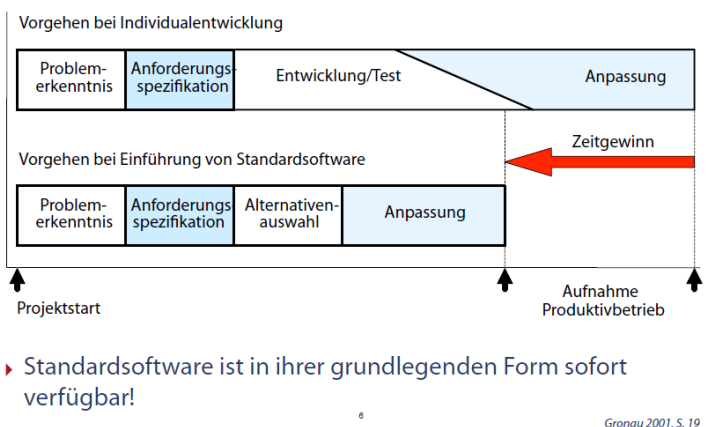 Vorgehen bei Individualentwicklung
Problem-
erkenntnis
Anforderungs-
spezifikation
Entwicklung/Test
Anpassung
Zeitgewinn
Vorgehen bei Einführung von Standardsoftware
Problem-
erkenntnis
Anforderungs
spezifikation
Alternativen-
auswahl
Anpassung
Projektstart
Aufnahme
Produktivbetrieb
Standardsoftware ist in ihrer grundlegenden Form sofort
verfügbar!
6
Gronau 2001, S. 19